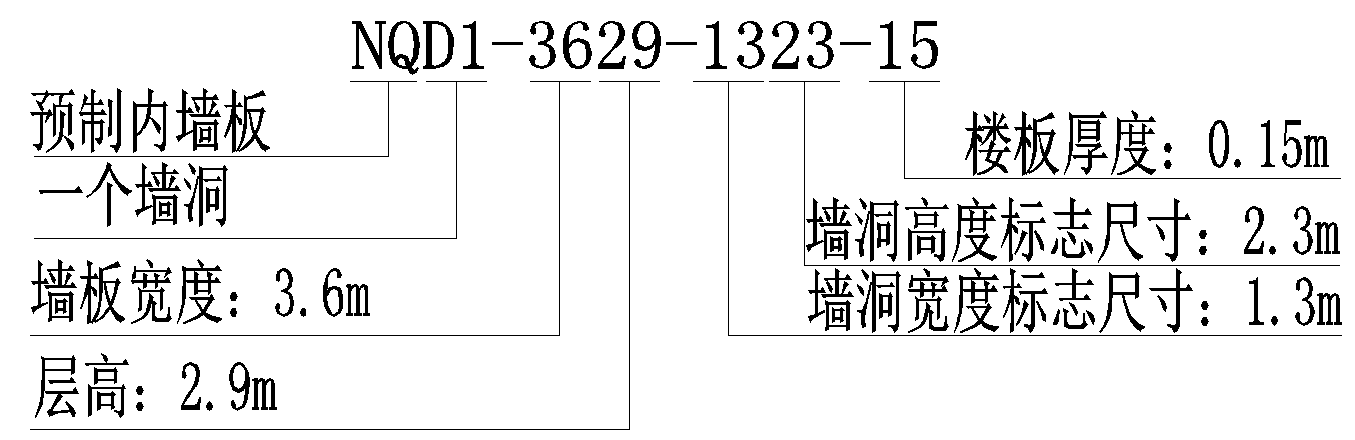 NQD1-3629-1323-15
预制内墙板
一个墙洞
墙板宽度：3.6m
层高：2.9m
楼板厚度：0.15m
墙洞高度标志尺寸：2.3m
墙洞宽度标志尺寸：1.3m